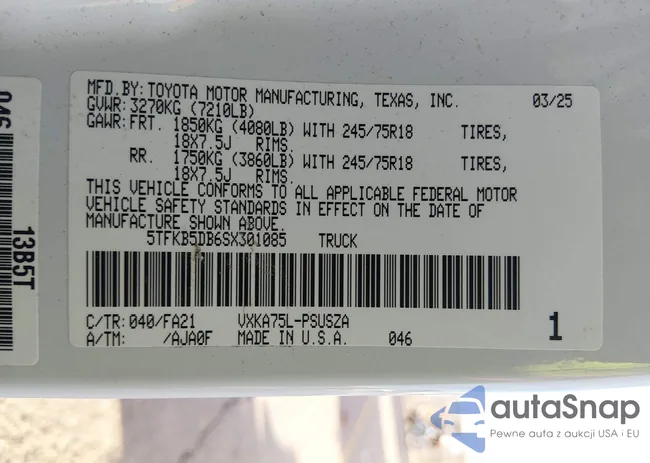 MFD.BY: TOYOTA MOTOR MANUFACTURING, TEXAS, INC. 03/25
GVWR: 3270KG (7210LB)
GAWR: FRT. 1850KG (4080LB) WITH 245/75R18 TIRES,
18X7.5J RIMS.
RR. 1750KG (3860LB) WITH 245/75R18 TIRES,
18X7.5J RIMS.
THIS VEHICLE CONFORMS TO ALL APPLICABLE FEDERAL MOTOR
VEHICLE SAFETY STANDARDS IN EFFECT ON THE DATE OF
MANUFACTURE SHOWN ABOVE.
5TFKB5DB6SX301085 TRUCK
C/TR: 040/FA21 VXKA75L-PSUSZA
A/TM: /AJA0F MADE IN U.S.A. 046
1
046
13B5T
autoSnap
Pewne auta z aukcji USA i EU